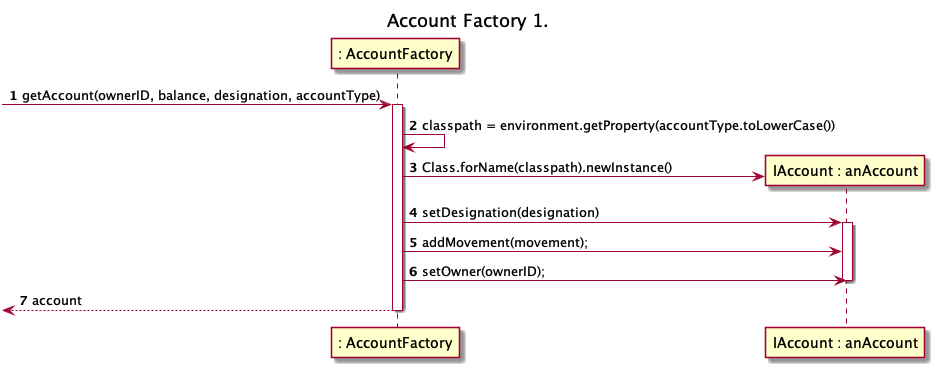 Account Factory 1.
: AccountFactory
1 getAccount(ownerID, balance, designation, accountType)
2 classpath = environment.getProperty(accountType.toLowerCase())
3 Class.forName(classpath).newInstance()
IAccount : anAccount
4 setDesignation(designation)
5 addMovement(movement);
6 setOwner(ownerID);
7 account
: AccountFactory
IAccount : anAccount